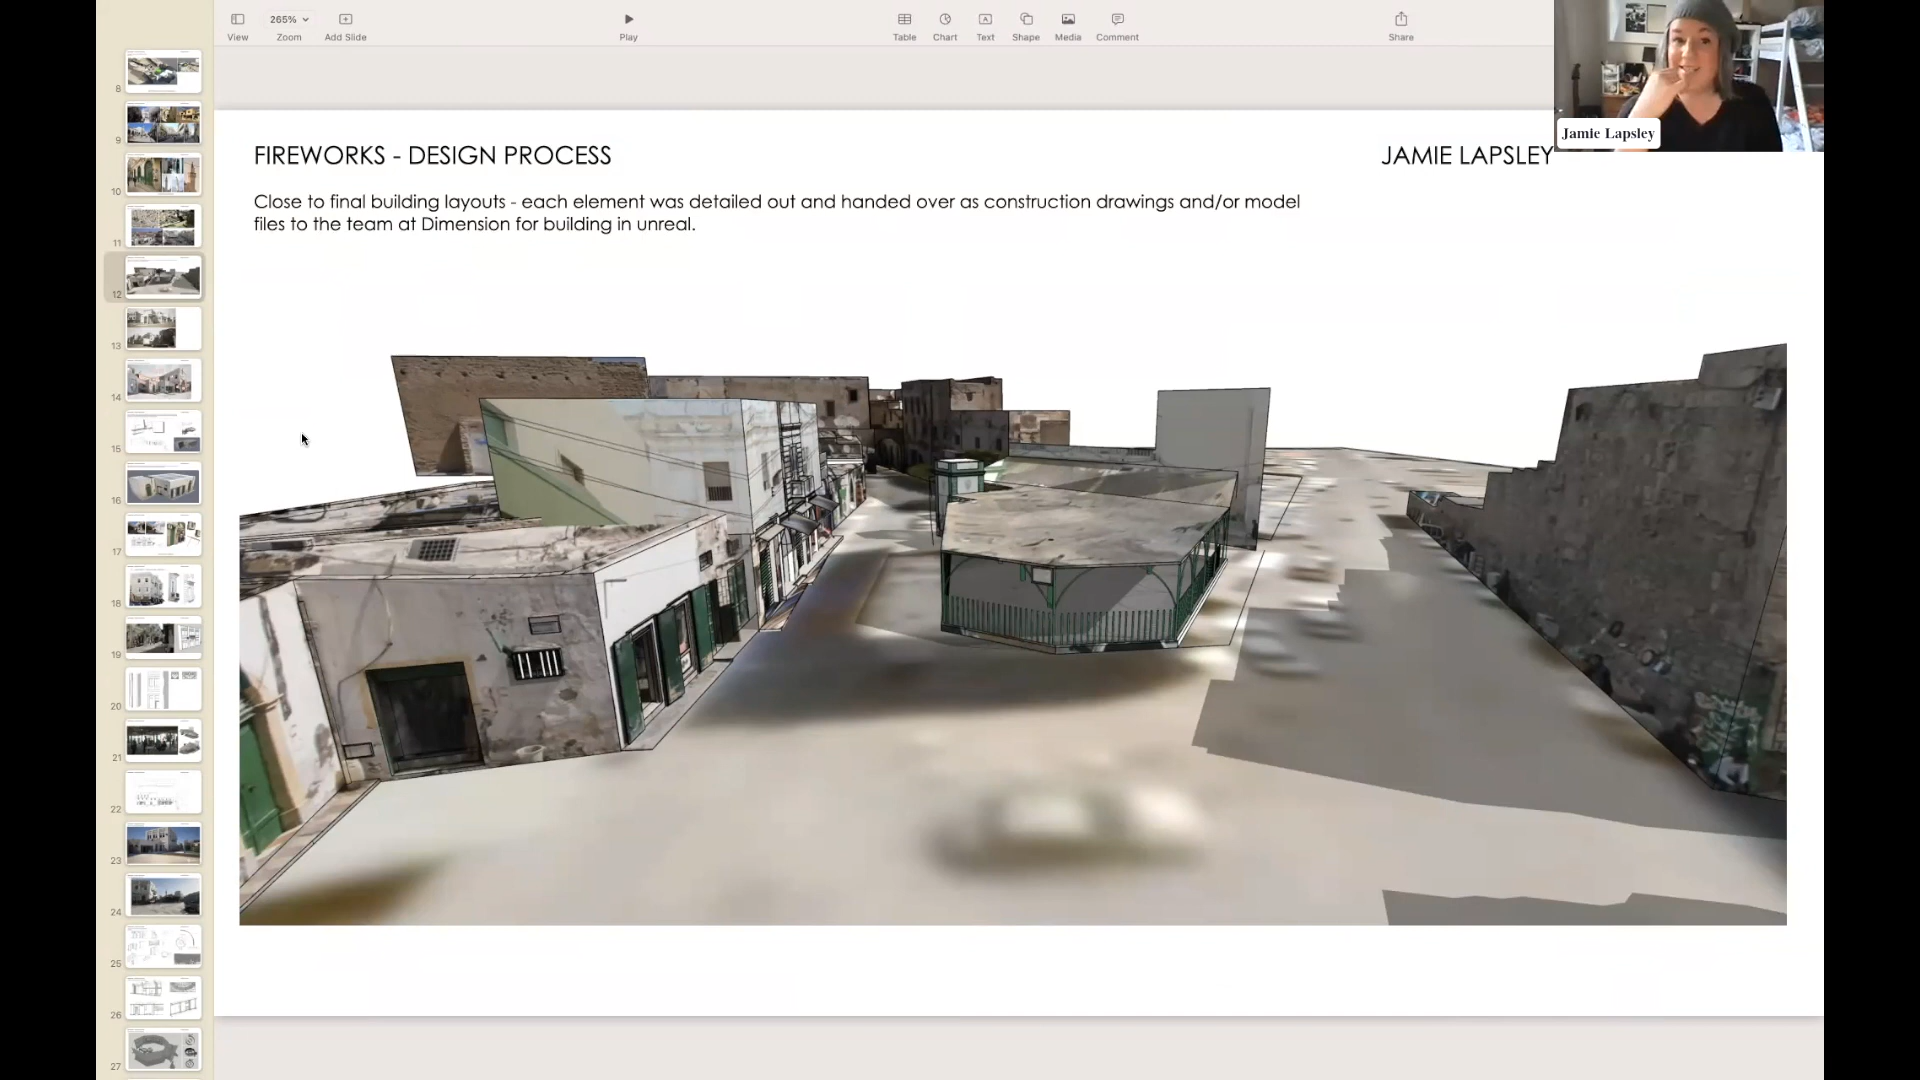 265%
View
Zoom
Add Slide
Play
Table
Chart
Text
Shape
Media
Comment
Share
Jamie Lapsley
FIREWORKS - DESIGN PROCESS
JAMIE LAPSLEY
Close to final building layouts - each element was detailed out and handed over as construction drawings and/or model
files to the team at Dimension for building in unreal.
8
9
10
11
12
13
14
15
16
17
18
19
20
21
22
23
24
25
26
27